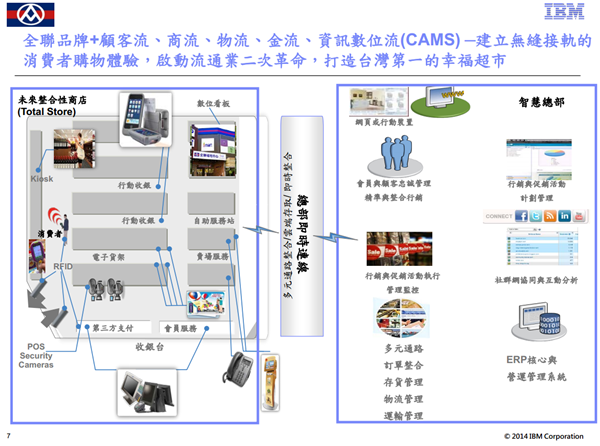 IBM
全聯品牌+顧客流、商流、物流、金流、資訊數位流(CAMS) ─建立無縫接軌的
消費者購物體驗，啟動流通業二次革命，打造台灣第一的幸福超市
未來整合性商店
(Total Store)
數位看板
Kiosk
行動收銀
行動收銀
自助服務站
消費者
電子貨架
賣場服務
RFID
第三方支付
會員服務
POS
Security
Cameras
收銀台
總部即時連線
多元通路整合/雲端存取/即時整合
智慧總部
www
網頁或行動裝置
會員與顧客忠誠管理
精準與整合行銷
行銷與促銷活動
計劃管理
CONNECT
Sale
行銷與促銷活動執行
管理監控
社群網協同與互動分析
多元通路
訂單整合
存貨管理
物流管理
運輸管理
ERP核心與
營運管理系統
7
© 2014 IBM Corporation